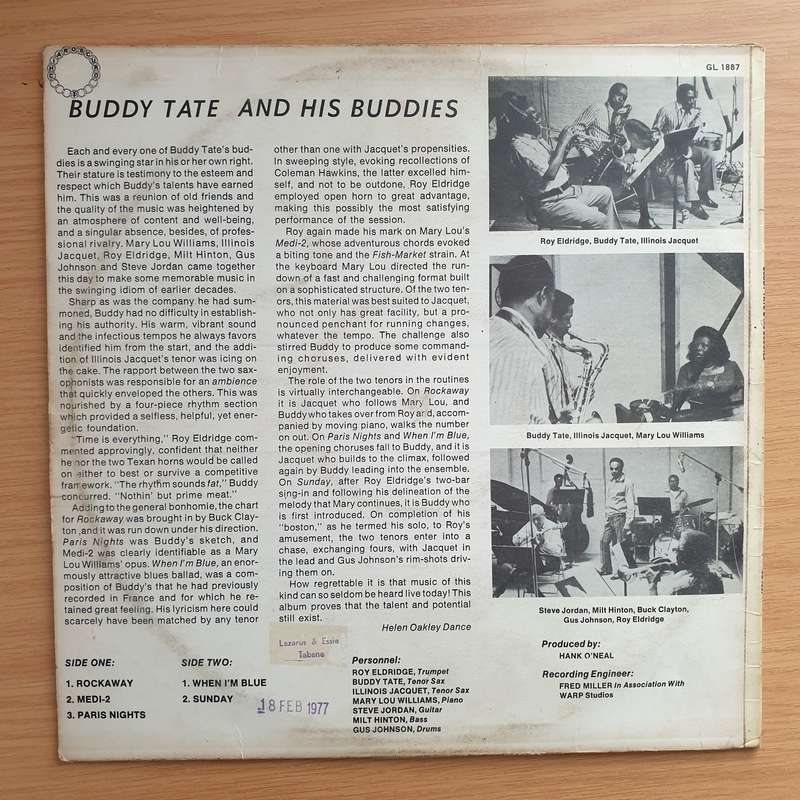 CHIAROSCURO
GL 1887
BUDDY TATE AND HIS BUDDIES
Each and every one of Buddy Tate's bud-
dies is a swinging star in his or her own right.
Their stature is testimony to the esteem and
respect which Buddy's talents have earned
him. This was a reunion of old friends and
the quality of the music was heightened by
an atmosphere of content and well-being,
and a singular absence, besides, of profes-
sional rivalry. Mary Lou Williams, Illinois
Jacquet, Roy Eldridge, Milt Hinton, Gus
Johnson and Steve Jordan came together
this day to make some memorable music in
the swinging idiom of earlier decades.
Sharp as was the company he had sum-
moned, Buddy had no difficulty in establish-
ing his authority. His warm, vibrant sound
and the infectious tempos he always favors
identified him from the start, and the addi-
tion of Illinois Jacquet's tenor was icing on
the cake. The rapport between the two sax-
ophonists was responsible for an ambience
that quickly enveloped the others. This was
nourished by a four-piece rhythm section
which provided a selfless, helpful, yet ener-
getic foundation.
"Time is everything," Roy Eldridge com-
mented approvingly, confident that neither
he nor the two Texan horns would be called
on either to best or survive a competitive
framework. "The rhythm sounds fat," Buddy
concurred. "Nothin' but prime meat."
Adding to the general bonhomie, the chart
for Rockaway was brought in by Buck Clay-
ton, and it was run down under his direction.
Paris Nights was Buddy's sketch, and
Medi-2 was clearly identifiable as a Mary
Lou Williams' opus. When I'm Blue, an enor-
mously attractive blues ballad, was a com-
position of Buddy's that he had previously
recorded in France and for which he re-
tained great feeling. His lyricism here could
scarcely have been matched by any tenor
other than one with Jacquet's propensities.
In sweeping style, evoking recollections of
Coleman Hawkins, the latter excelled him-
self, and not to be outdone, Roy Eldridge
employed open horn to great advantage,
making this possibly the most satisfying
performance of the session.
Roy again made his mark on Mary Lou's
Medi-2, whose adventurous chords evoked
a biting tone and the Fish-Market strain. At
the keyboard Mary Lou directed the run-
down of a fast and challenging format built
on a sophisticated structure. Of the two ten-
ors, this material was best suited to Jacquet,
who not only has great facility, but a pro-
nounced penchant for running changes,
whatever the tempo. The challenge also
stirred Buddy to produce some command-
ing choruses, delivered with evident
enjoyment.
The role of the two tenors in the routines
is virtually interchangeable. On Rockaway
it is Jacquet who follows Mary Lou, and
Buddy who takes over from Roy and, accom-
panied by moving piano, walks the number
on out. On Paris Nights and When I'm Blue,
the opening choruses fall to Buddy, and it is
Jacquet who builds to the climax, followed
again by Buddy leading into the ensemble.
On Sunday, after Roy Eldridge's two-bar
sing-in and following his delineation of the
melody that Mary continues, it is Buddy who
is first introduced. On completion of his
"boston," as he termed his solo, to Roy's
amusement, the two tenors enter into a
chase, exchanging fours, with Jacquet in
the lead and Gus Johnson's rim-shots driv-
ing them on.
How regrettable it is that music of this
kind can so seldom be heard live today! This
album proves that the talent and potential
still exist.
Helen Oakley Dance
Roy Eldridge, Buddy Tate, Illinois Jacquet
Buddy Tate, Illinois Jacquet, Mary Lou Williams
Steve Jordan, Milt Hinton, Buck Clayton,
Gus Johnson, Roy Eldridge
Lazarus & Essie
Tabane
SIDE ONE:
1. ROCKAWAY
2. MEDI-2
3. PARIS NIGHTS
SIDE TWO:
1. WHEN I'M BLUE
2. SUNDAY
18 FEB 1977
Personnel:
ROY ELDRIDGE, Trumpet
BUDDY TATE, Tenor Sax
ILLINOIS JACQUET, Tenor Sax
MARY LOU WILLIAMS, Piano
STEVE JORDAN, Guitar
MILT HINTON, Bass
GUS JOHNSON, Drums
Produced by:
HANK O'NEAL
Recording Engineer:
FRED MILLER In Association With
WARP Studios